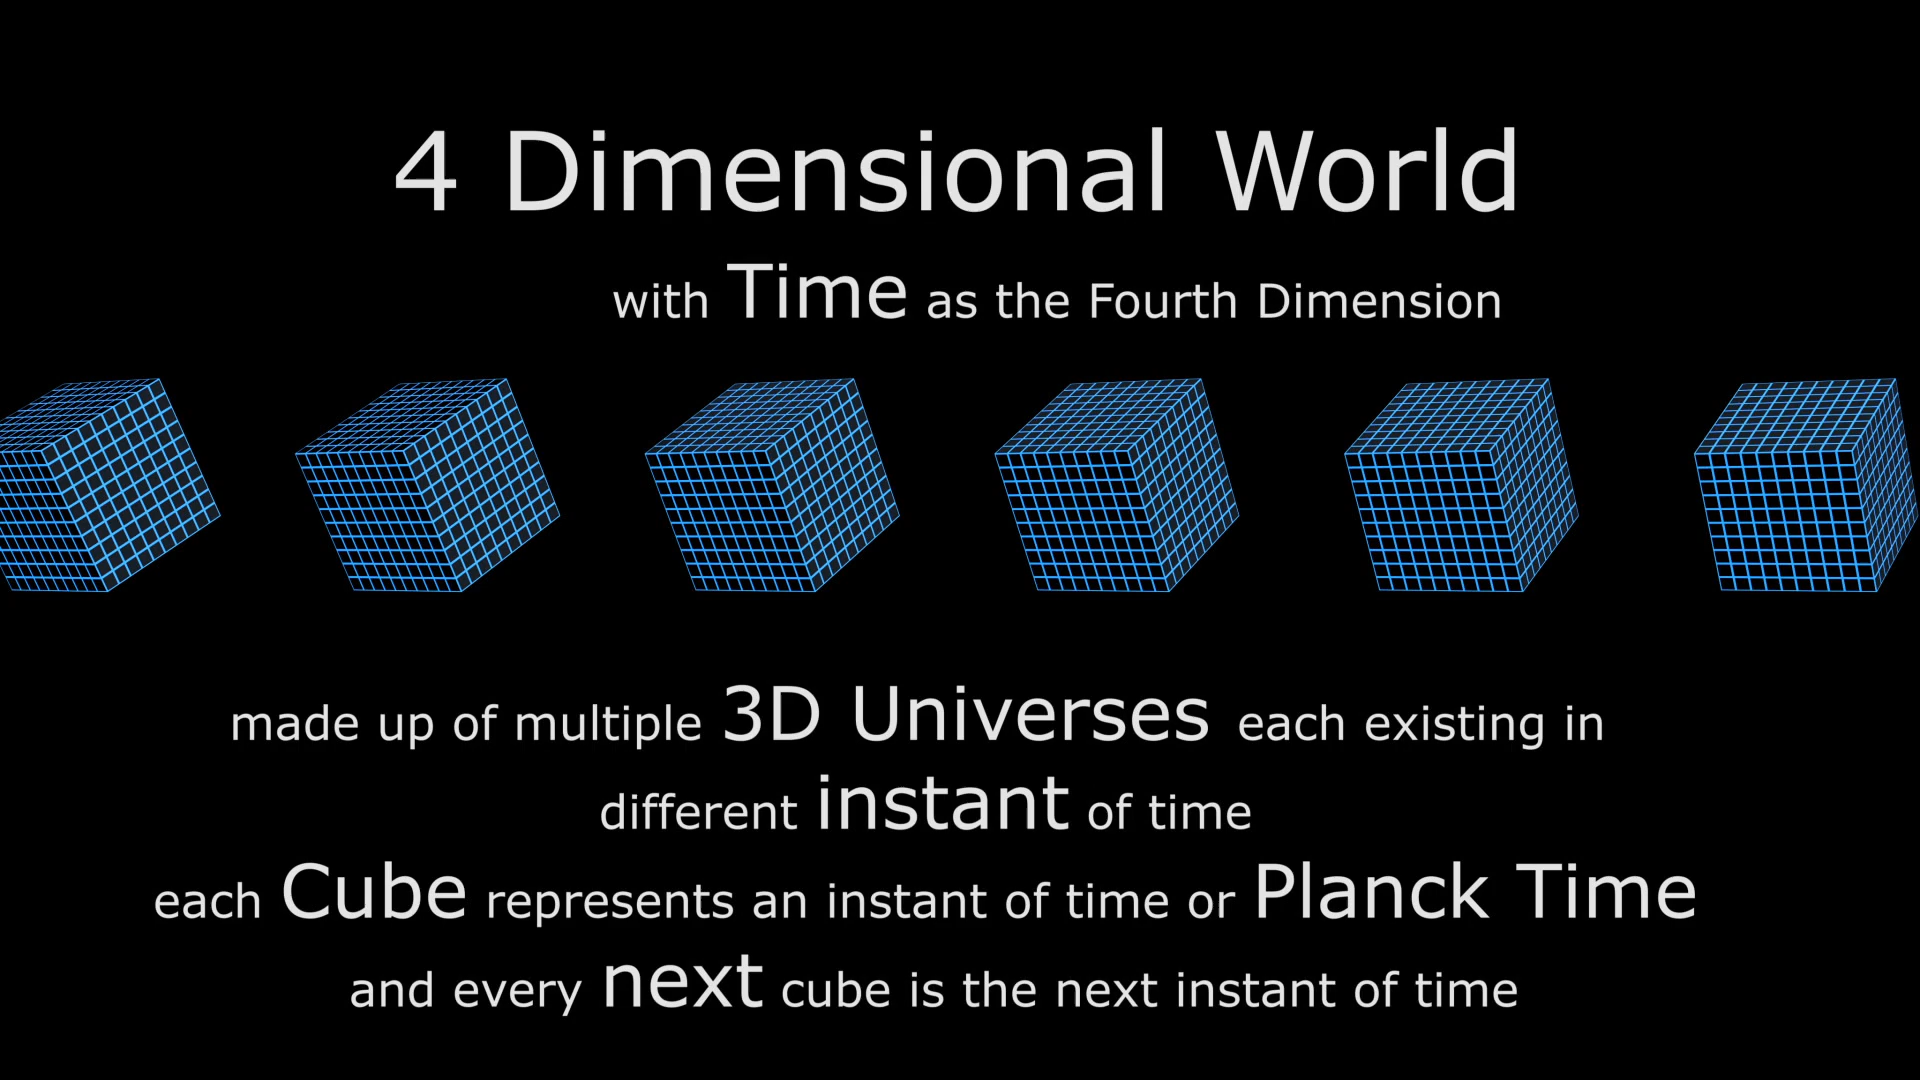 4 Dimensional World
with Time as the Fourth Dimension
made up of multiple 3D Universes each existing in
different instant of time
each Cube represents an instant of time or Planck Time
and every next cube is the next instant of time